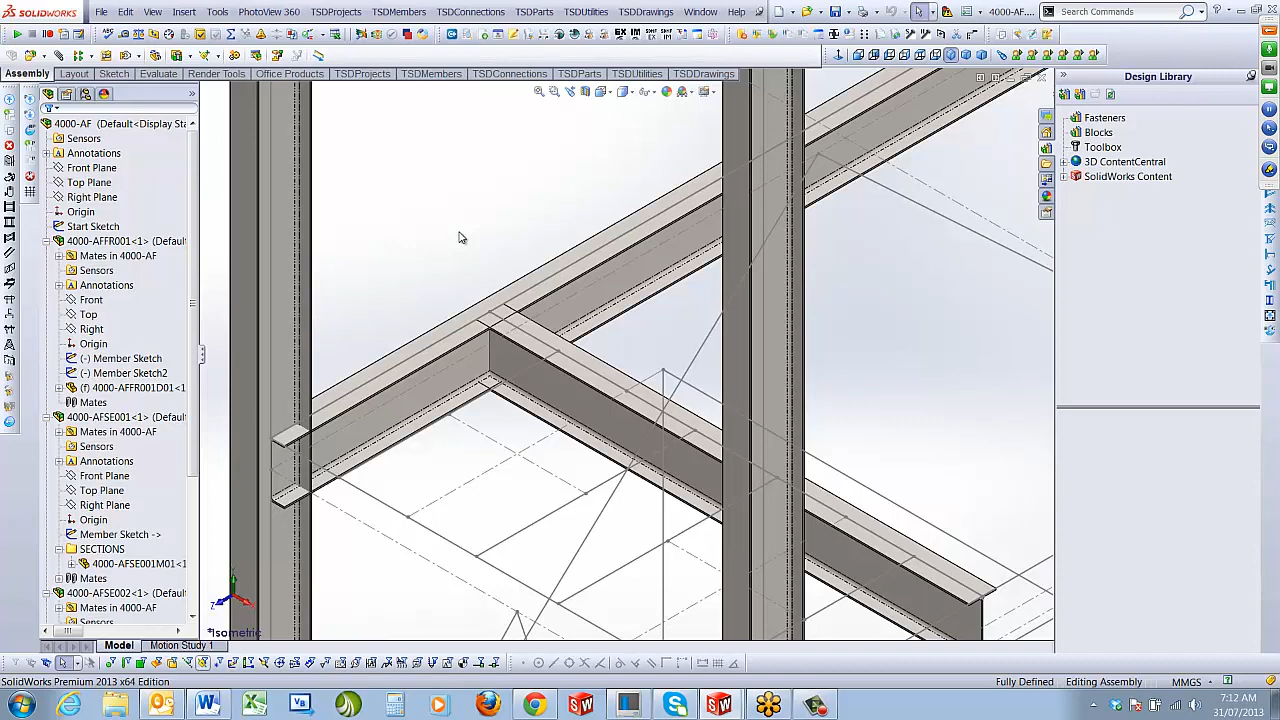 SOLIDWORKS File Edit View Insert Tools PhotoView 360 TSDProjects TSDMembers TSDConnections TSDParts TSDUtilities TSDDrawings Window Help 4000-AF.... Search Commands
Assembly Layout Sketch Evaluate Render Tools Office Products TSDProjects TSDMembers TSDConnections TSDParts TSDUtilities TSDDrawings
Design Library
4000-AF (Default<Display Sta
Sensors
Annotations
Front Plane
Top Plane
Right Plane
Origin
Start Sketch
4000-AFFR001<1> (Defaul
Mates in 4000-AF
Sensors
Annotations
Front
Top
Right
Origin
(-) Member Sketch
(-) Member Sketch2
(f) 4000-AFFR001D01<1
Mates
4000-AFSE001<1> (Defaul
Mates in 4000-AF
Sensors
Annotations
Front Plane
Top Plane
Right Plane
Origin
Member Sketch ->
SECTIONS
4000-AFSE001M01<1
Mates
4000-AFSE002<1> (Defaul
Mates in 4000-AF
Sensors
Fasteners
Blocks
Toolbox
3D ContentCentral
SolidWorks Content
*Isometric
Model Motion Study 1
SolidWorks Premium 2013 x64 Edition Fully Defined Editing Assembly MMGS
7:12 AM
31/07/2013